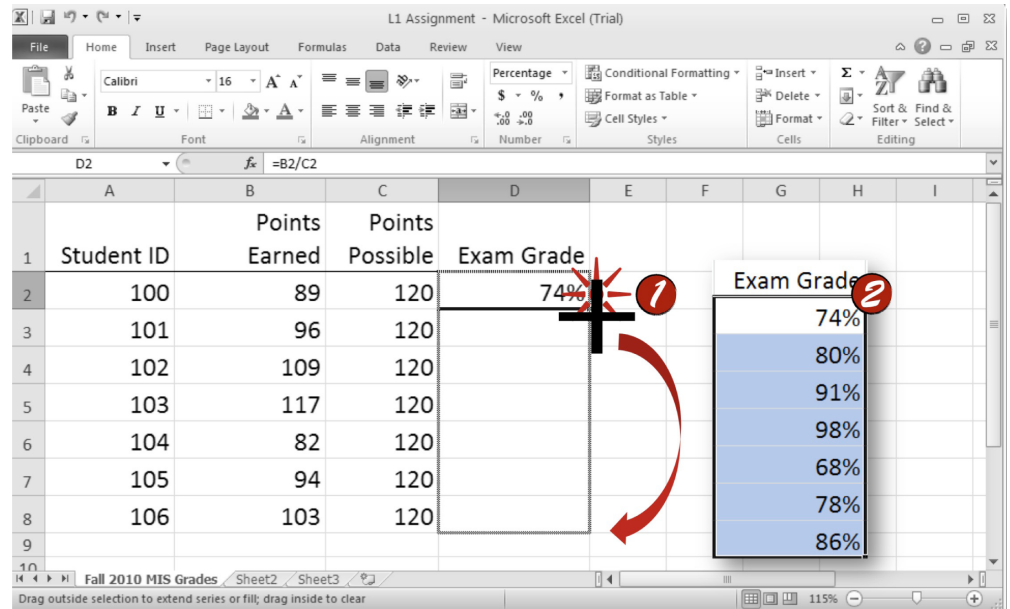 L1 Assignment - Microsoft Excel (Trial)
File Home Insert Page Layout Formulas Data Review View
Paste
Calibri 16 A A
B I U A
Percentage
$ % ,
.0 .00
.00 .0
Conditional Formatting
Format as Table
Cell Styles
Insert
Delete
Format
Σ
Sort & Filter
Find & Select
Clipboard Font Alignment Number Styles Cells Editing
D2 fx =B2/C2
A B C D E F G H I
1 Student ID Points Earned Points Possible Exam Grade
2 100 89 120 74%
3 101 96 120
4 102 109 120
5 103 117 120
6 104 82 120
7 105 94 120
8 106 103 120
9
10
1
2
Exam Grade
74%
80%
91%
98%
68%
78%
86%
Fall 2010 MIS Grades Sheet2 Sheet3
Drag outside selection to extend series or fill; drag inside to clear 115%